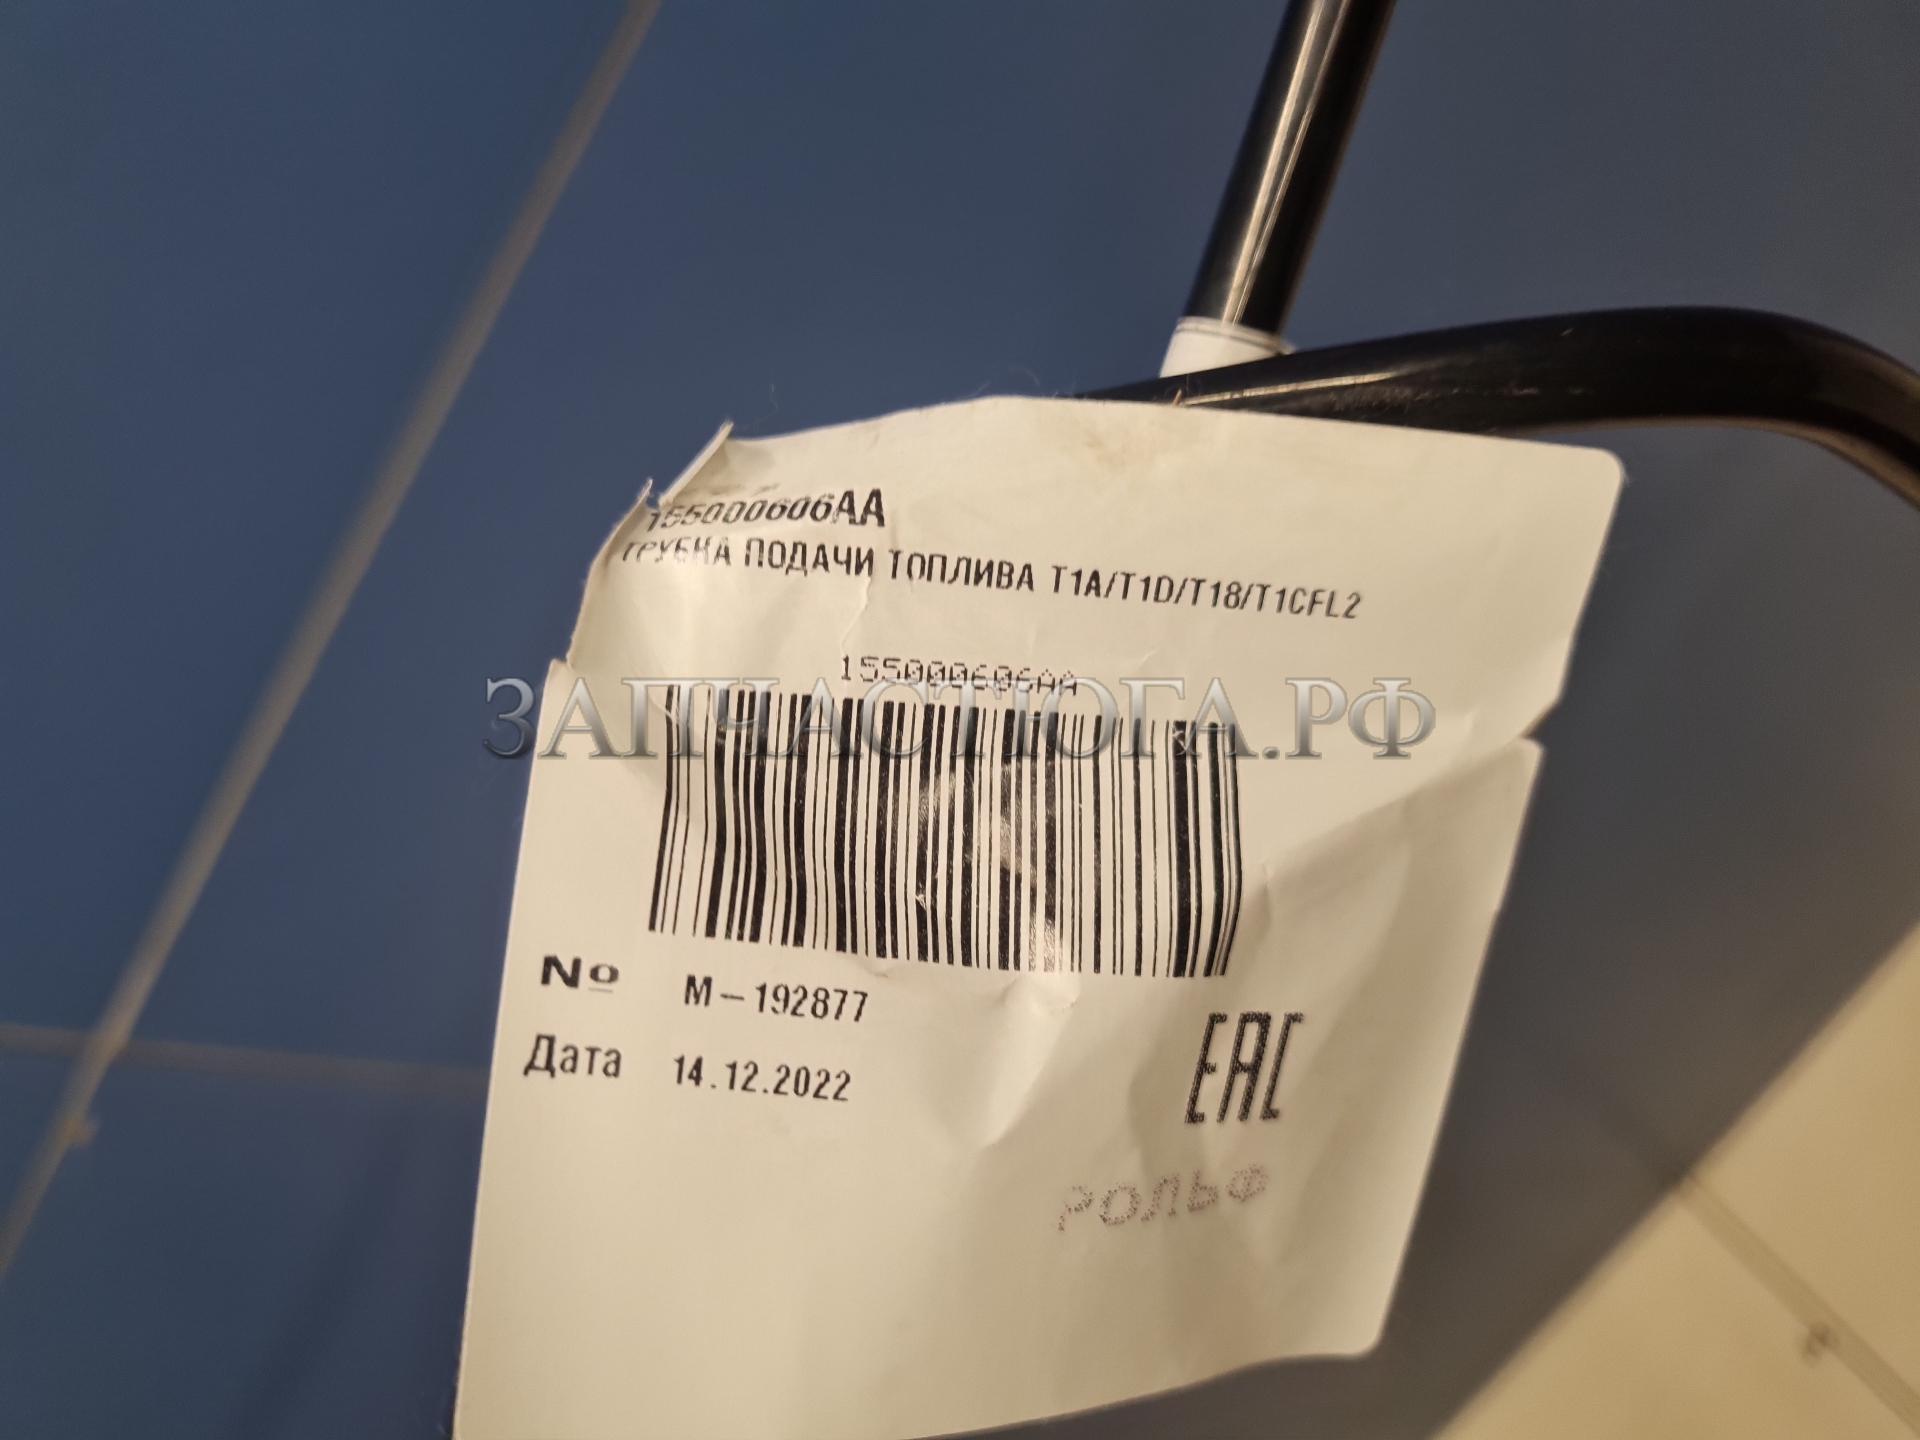 155000606AA
ТРУБКА ПОДАЧИ ТОПЛИВА T1A/T1D/T18/T1CFL2
155000606AA
ЗАПЧАСТЮГА.РФ
№ М-192877
Дата 14.12.2022
EAC
РОЛЬФ